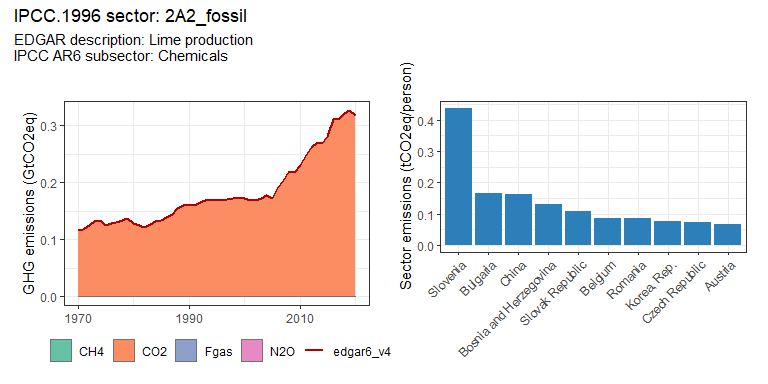 IPCC.1996 sector: 2A2_fossil
EDGAR description: Lime production
IPCC AR6 subsector: Chemicals
GHG emissions (GtCO2eq)
0.3
0.2
0.1
0.0
1970
1990
2010
CH4
CO2
Fgas
N2O
edgar6_v4
Sector emissions (tCO2eq/person)
0.4
0.3
0.2
0.1
0.0
Slovenia
Bulgaria
China
Bosnia and Herzegovina
Slovak Republic
Belgium
Romania
Korea, Rep.
Czech Republic
Austria